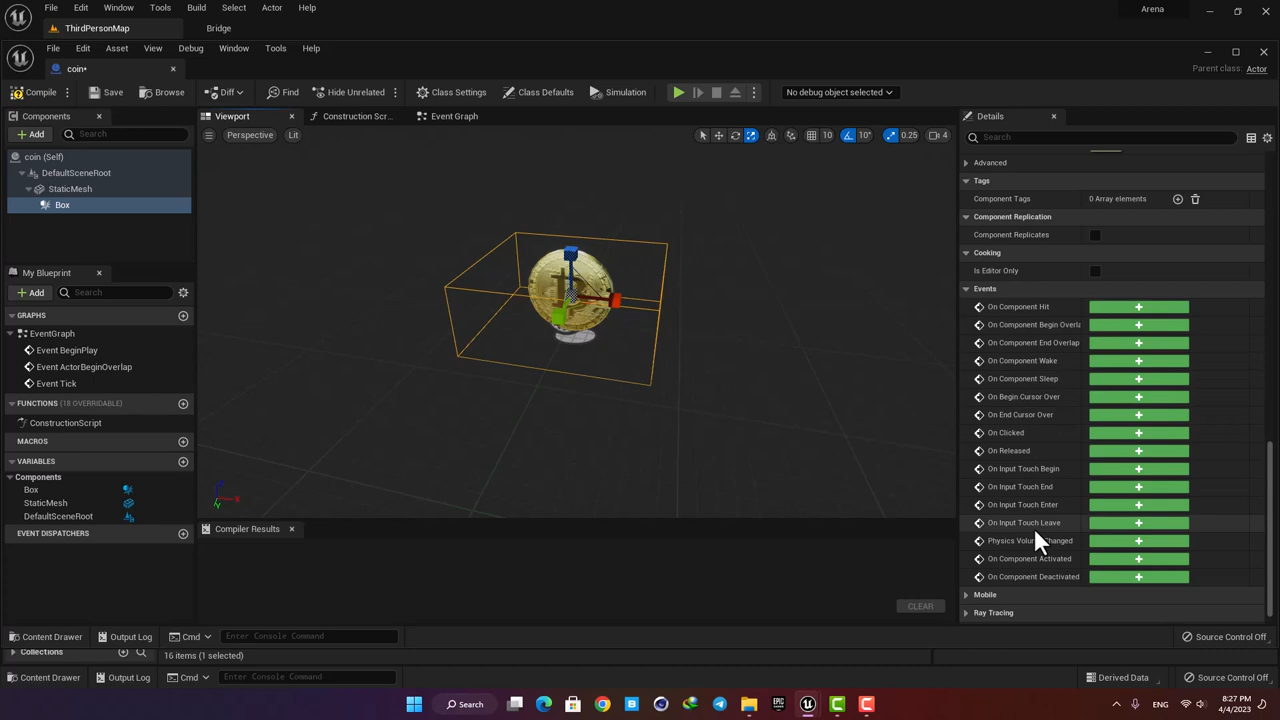 File Edit Window Tools Build Select Actor Help
Arena
ThirdPersonMap Bridge
File Edit Asset View Debug Window Tools Help
coin*
Parent class: Actor
Compile Save Browse Diff Find Hide Unrelated Class Settings Class Defaults Simulation No debug object selected
Components
Add Search
coin (Self)
DefaultSceneRoot
StaticMesh
Box
My Blueprint
Add Search
GRAPHS
EventGraph
Event BeginPlay
Event ActorBeginOverlap
Event Tick
FUNCTIONS (18 OVERRIDABLE)
ConstructionScript
MACROS
VARIABLES
Components
Box
StaticMesh
DefaultSceneRoot
EVENT DISPATCHERS
Viewport Construction Scr... Event Graph
Perspective Lit
10 10° 0.25 4
Z X Y
Compiler Results
CLEAR
Details
Search
Advanced
Tags
Component Tags 0 Array elements
Component Replication
Component Replicates
Cooking
Is Editor Only
Events
On Component Hit
On Component Begin Overla
On Component End Overlap
On Component Wake
On Component Sleep
On Begin Cursor Over
On End Cursor Over
On Clicked
On Released
On Input Touch Begin
On Input Touch End
On Input Touch Enter
On Input Touch Leave
Physics Volu Changed
On Component Activated
On Component Deactivated
Mobile
Ray Tracing
Content Drawer Output Log Cmd Enter Console Command Source Control Off
Collections 16 items (1 selected)
Content Drawer Output Log Cmd Enter Console Command Derived Data Source Control Off
Search
8:27 PM
4/4/2023